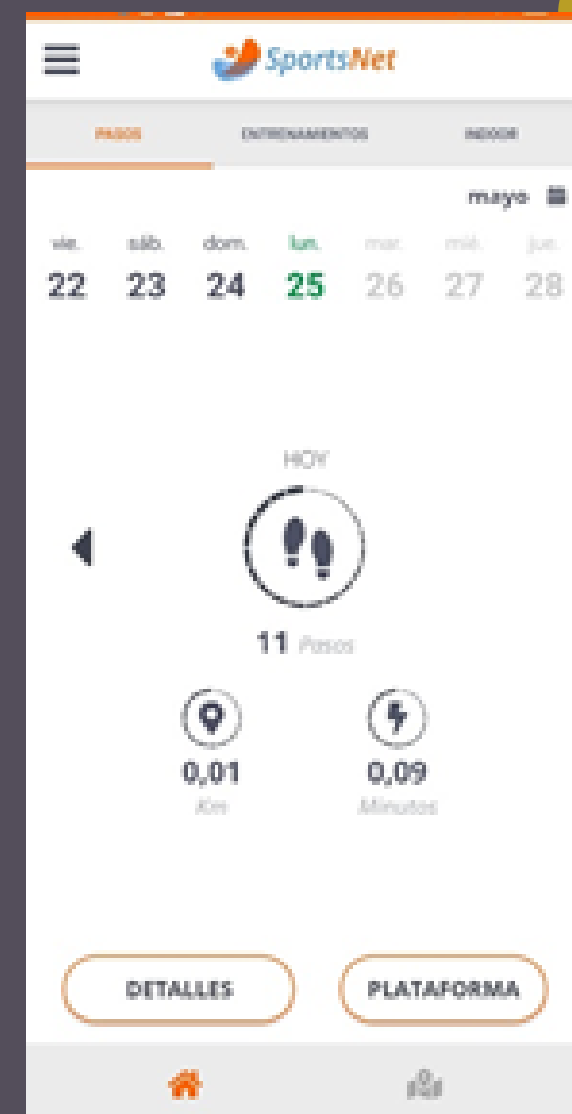 SportsNet
PASOS ENTRENAMIENTOS INDOOR
mayo
vie. sáb. dom. lun. mar. mié. jue.
22 23 24 25 26 27 28
HOY
11 Pasos
0,01 0,09
Km Minutos
DETALLES PLATAFORMA